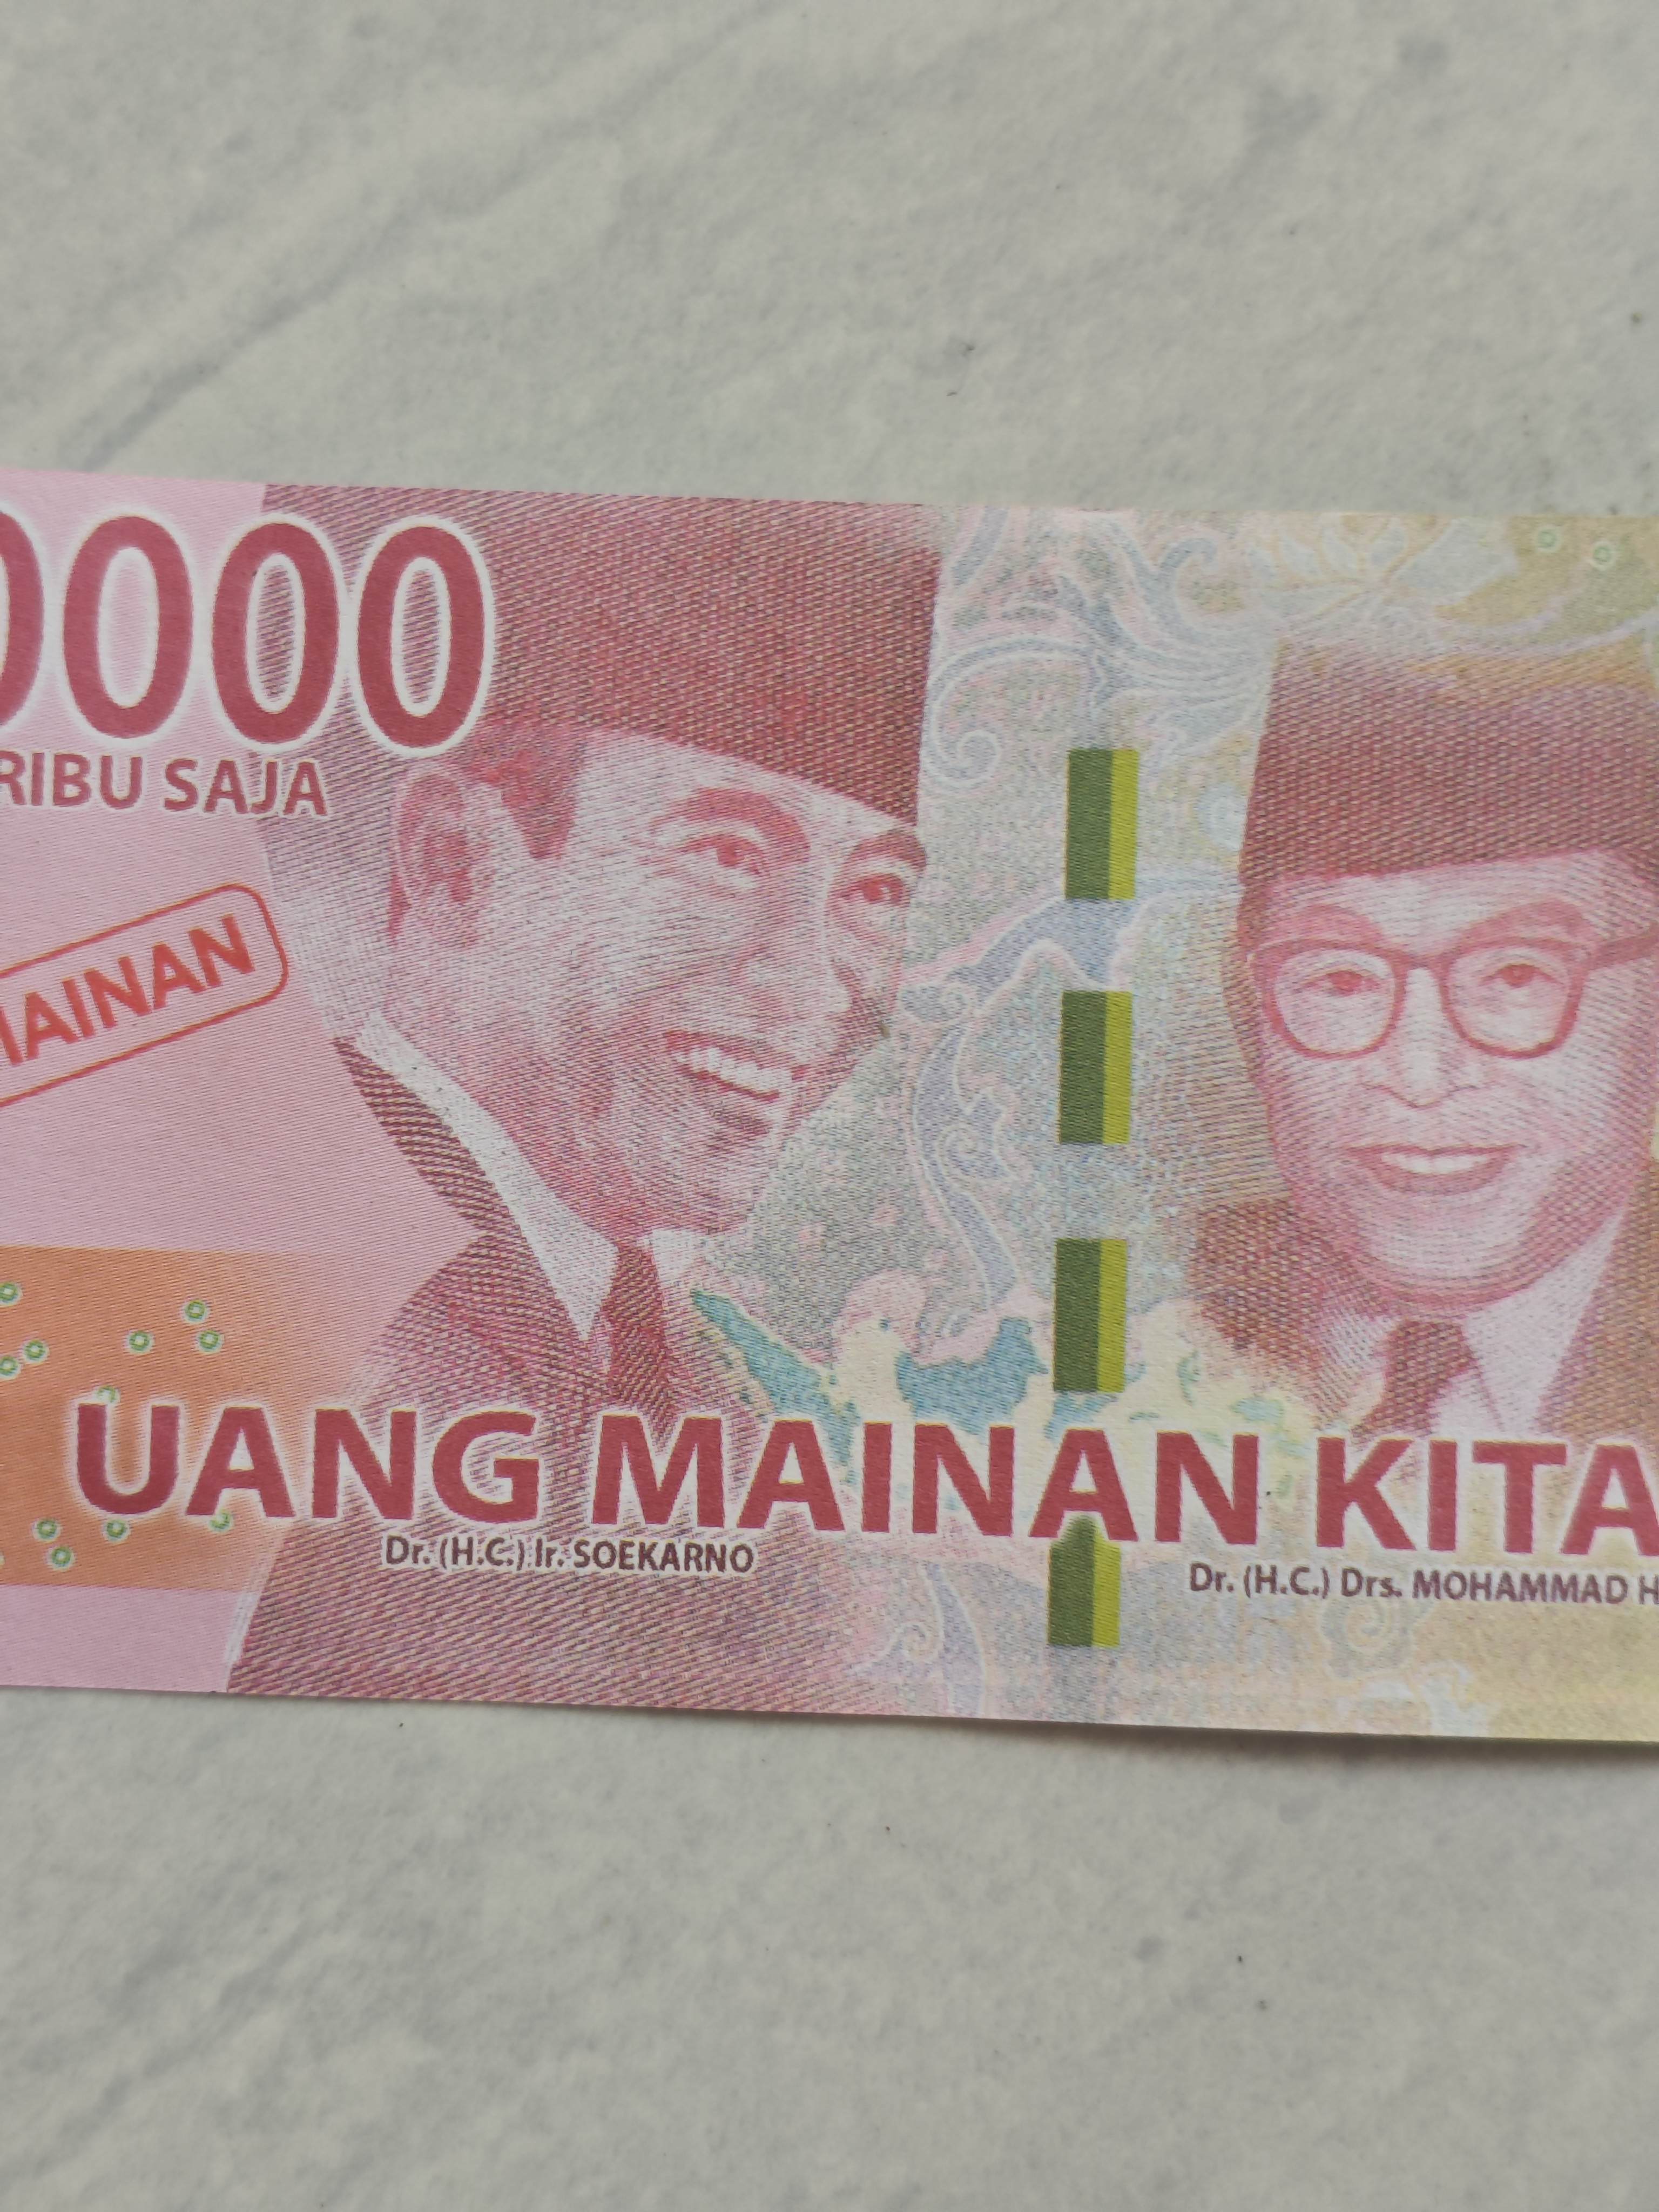 0000
RIBU SAJA
MAINAN
UANG MAINAN KITA
Dr. (H.C.) Ir. SOEKARNO
Dr. (H.C.) Drs. MOHAMMAD H